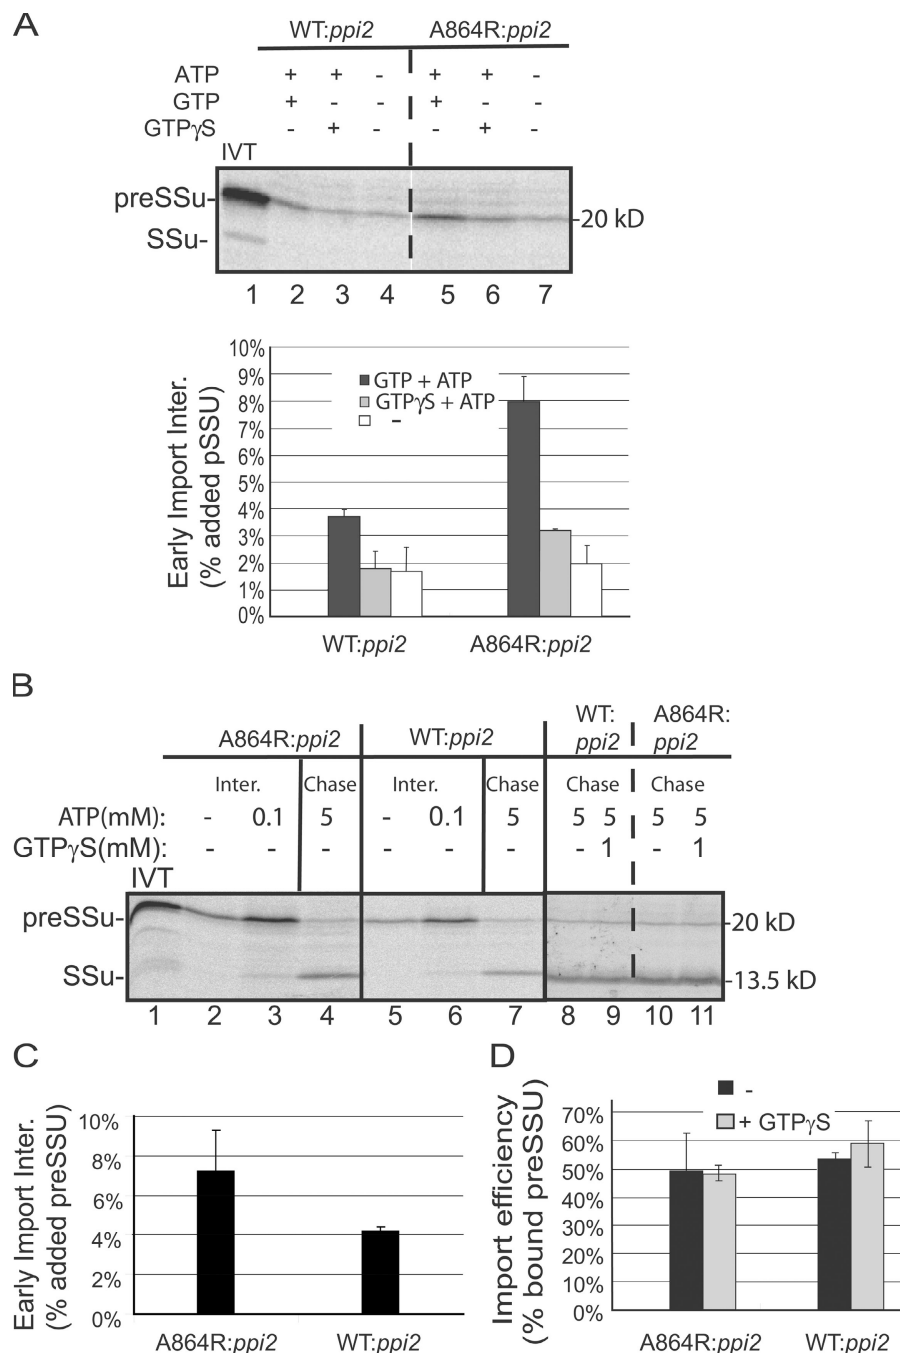 A
WT:ppi2 A864R:ppi2
ATP + + - + + -
GTP + - - + - -
GTPγS - + - - + -
IVT
preSSu- -20 kD
SSu-
1 2 3 4 5 6 7
Early Import Inter.
(% added pSSU)
10%
9%
8%
7%
6%
5%
4%
3%
2%
1%
0%
GTP + ATP
GTPγS + ATP
-
WT:ppi2 A864R:ppi2
B
A864R:ppi2 WT:ppi2 WT: ppi2 A864R: ppi2
Inter. Chase Inter. Chase Chase Chase
ATP(mM): - 0.1 5 - 0.1 5 5 5 5 5
GTPγS(mM): - - - - - - - 1 - 1
IVT
preSSu- -20 kD
SSu- -13.5 kD
1 2 3 4 5 6 7 8 9 10 11
C
Early Import Inter.
(% added preSSU)
10%
8%
6%
4%
2%
0%
A864R:ppi2 WT:ppi2
D
Import efficiency
(% bound preSSU)
-
+ GTPγS
70%
60%
50%
40%
30%
20%
10%
0%
A864R:ppi2 WT:ppi2